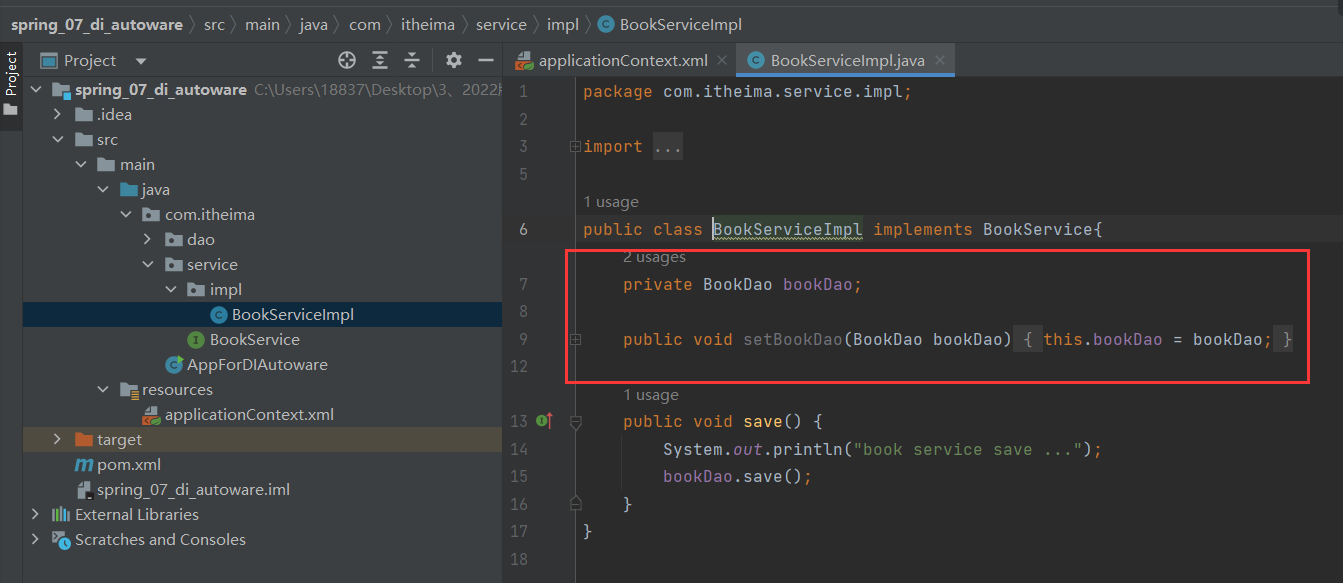 spring_07_di_autoware src main java com itheima service impl BookServiceImpl
Project
Project
applicationContext.xml
BookServiceImpl.java
spring_07_di_autoware C:\Users\18837\Desktop\3、2022
.idea
src
main
java
com.itheima
dao
service
impl
BookServiceImpl
BookService
AppForDIAutoware
resources
applicationContext.xml
target
pom.xml
spring_07_di_autoware.iml
External Libraries
Scratches and Consoles
1 package com.itheima.service.impl;
2
3 import ...
5
1 usage
6 public class BookServiceImpl implements BookService{
2 usages
7 private BookDao bookDao;
8
9 public void setBookDao(BookDao bookDao) { this.bookDao = bookDao; }
12
1 usage
13 public void save() {
14 System.out.println("book service save ...");
15 bookDao.save();
16 }
17 }
18